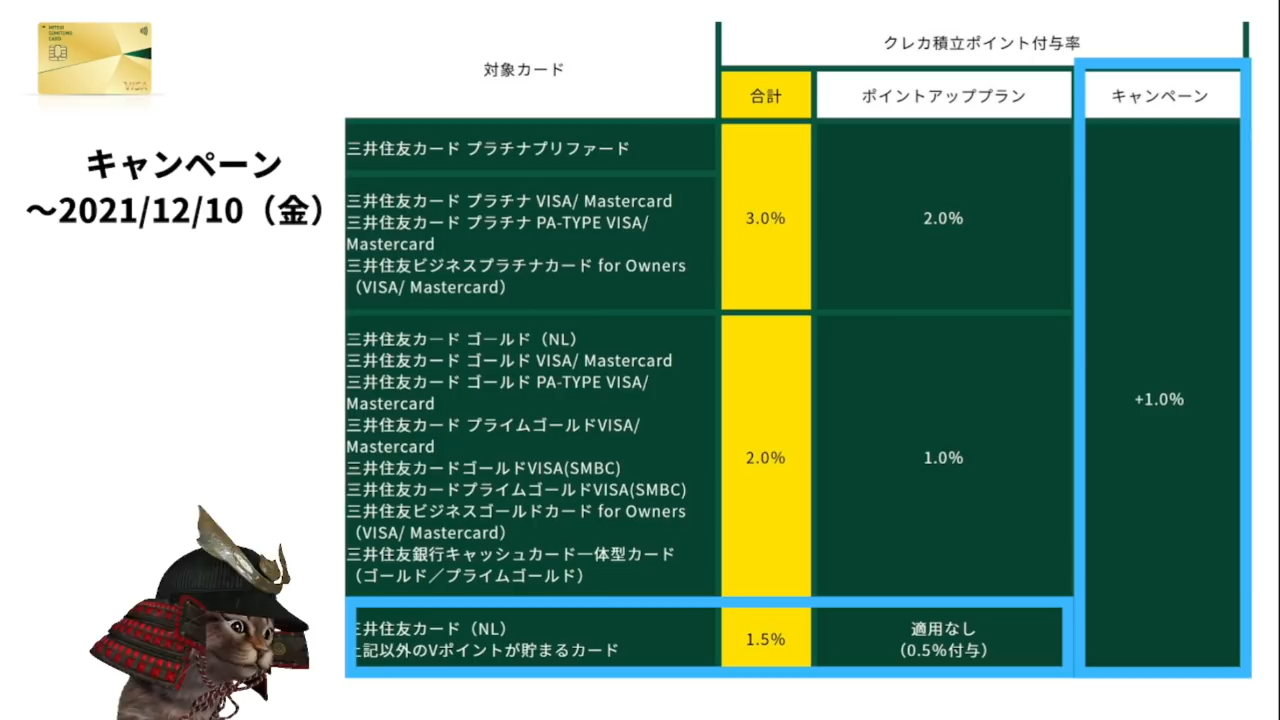 MITSUI
SUMITOMO
CARD
VISA
キャンペーン
〜2021/12/10（金）
対象カード
クレカ積立ポイント付与率
合計
ポイントアッププラン
キャンペーン
三井住友カード プラチナプリファード
三井住友カード プラチナ VISA/ Mastercard
三井住友カード プラチナ PA-TYPE VISA/
Mastercard
三井住友ビジネスプラチナカード for Owners
（VISA/ Mastercard）
3.0%
2.0%
三井住友カード ゴールド（NL）
三井住友カード ゴールド VISA/ Mastercard
三井住友カード ゴールド PA-TYPE VISA/
Mastercard
三井住友カード プライムゴールドVISA/
Mastercard
三井住友カードゴールドVISA(SMBC)
三井住友カードプライムゴールドVISA(SMBC)
三井住友ビジネスゴールドカード for Owners
（VISA/ Mastercard）
三井住友銀行キャッシュカード一体型カード
（ゴールド／プライムゴールド）
2.0%
1.0%
+1.0%
三井住友カード（NL）
上記以外のVポイントが貯まるカード
1.5%
適用なし
（0.5%付与）